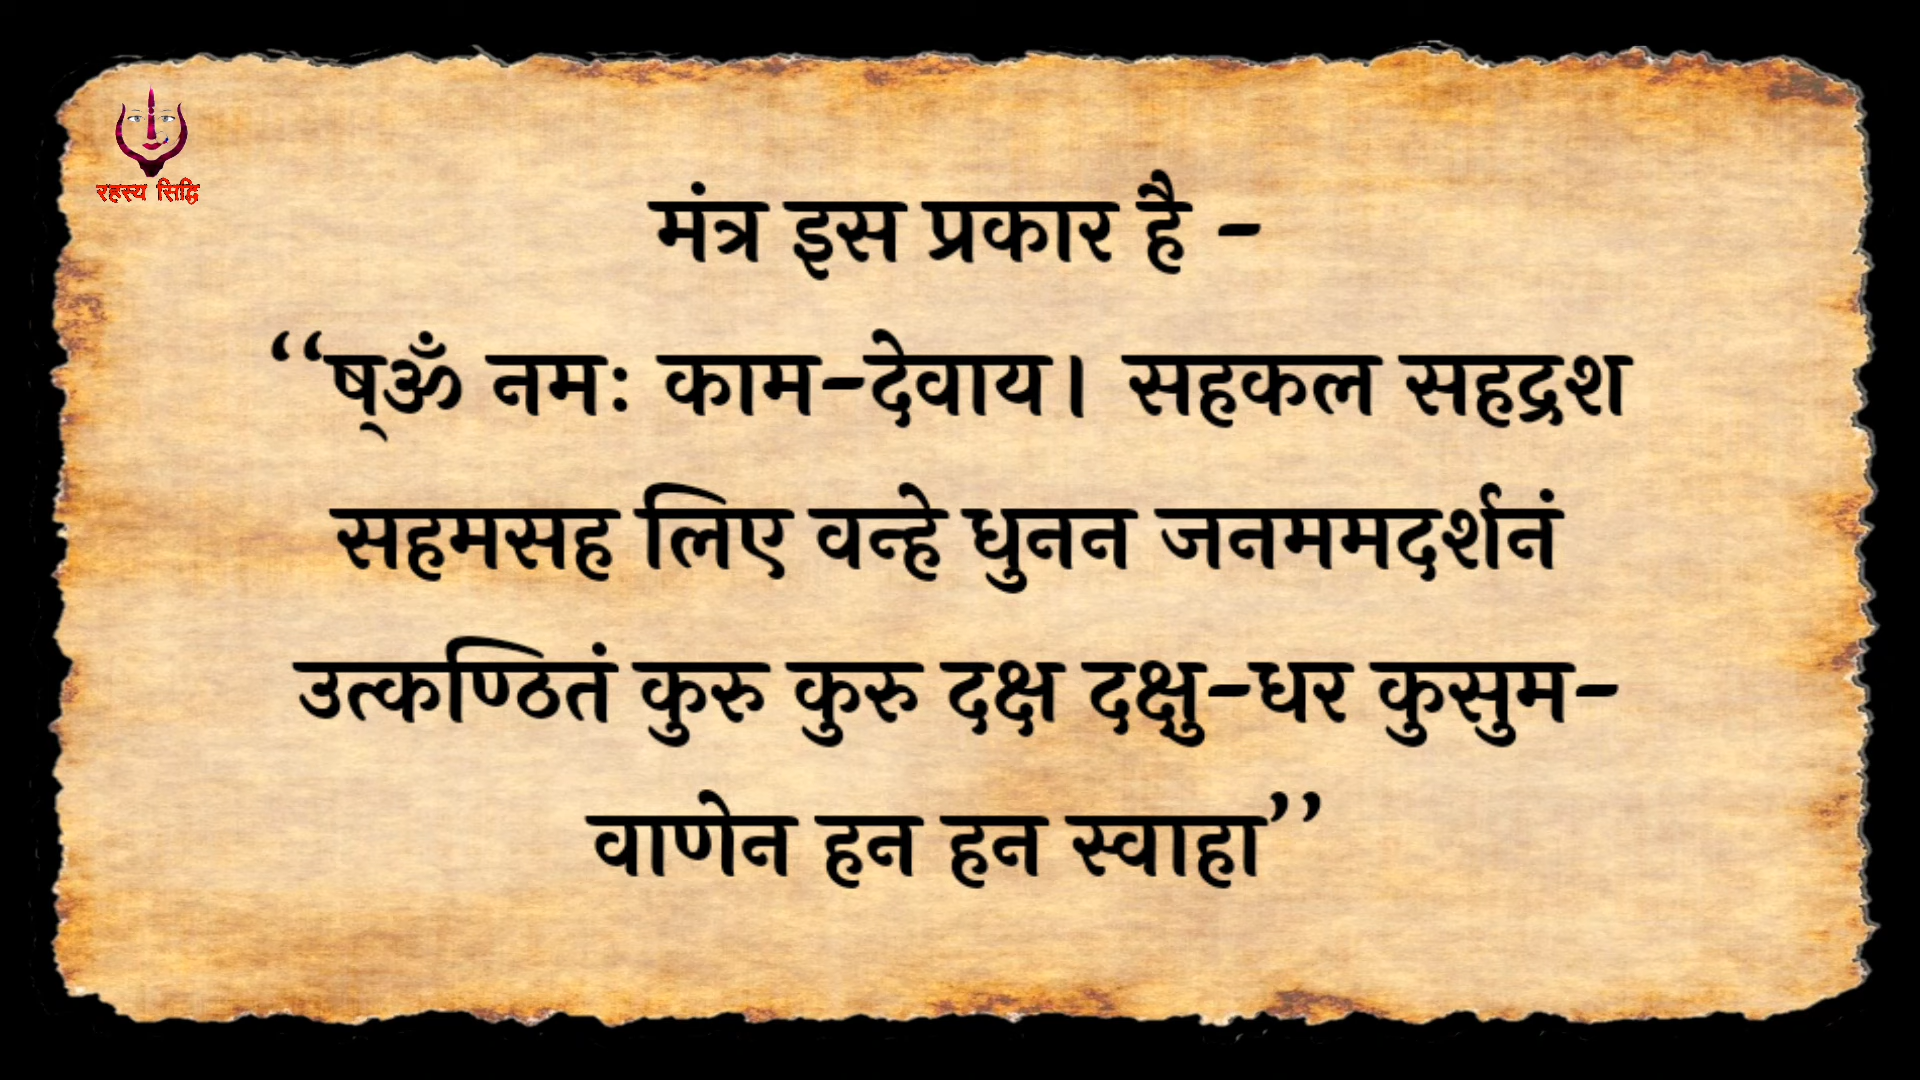 रहस्य सिद्धि
मंत्र इस प्रकार है -
‘‘ष्ॐ नमः काम-देवाय। सहकल सहद्रश
सहमसह लिए वन्हे धुनन जनममदर्शनं
उत्कण्ठितं कुरु कुरु दक्ष दक्षु-धर कुसुम-
वाणेन हन हन स्वाहा’’